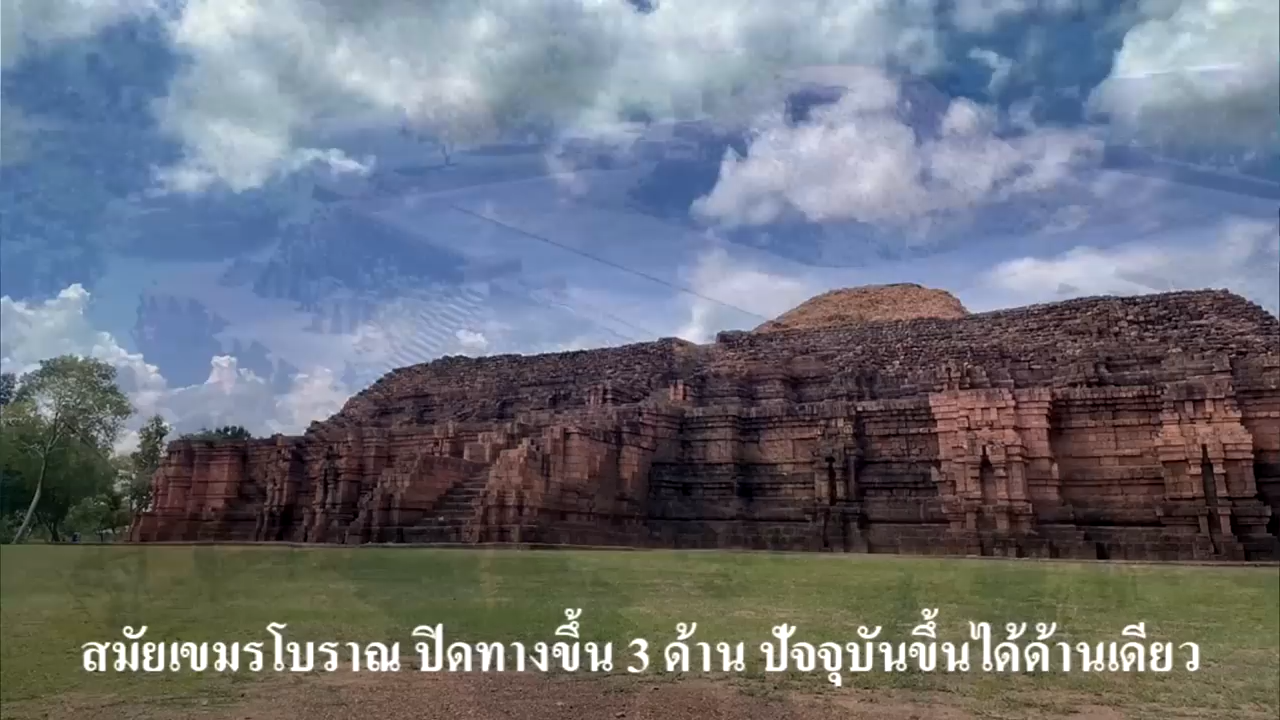 สมัยเขมรโบราณ ปิดทางขึ้น 3 ด้าน ปัจจุบันขึ้นได้ด้านเดียว